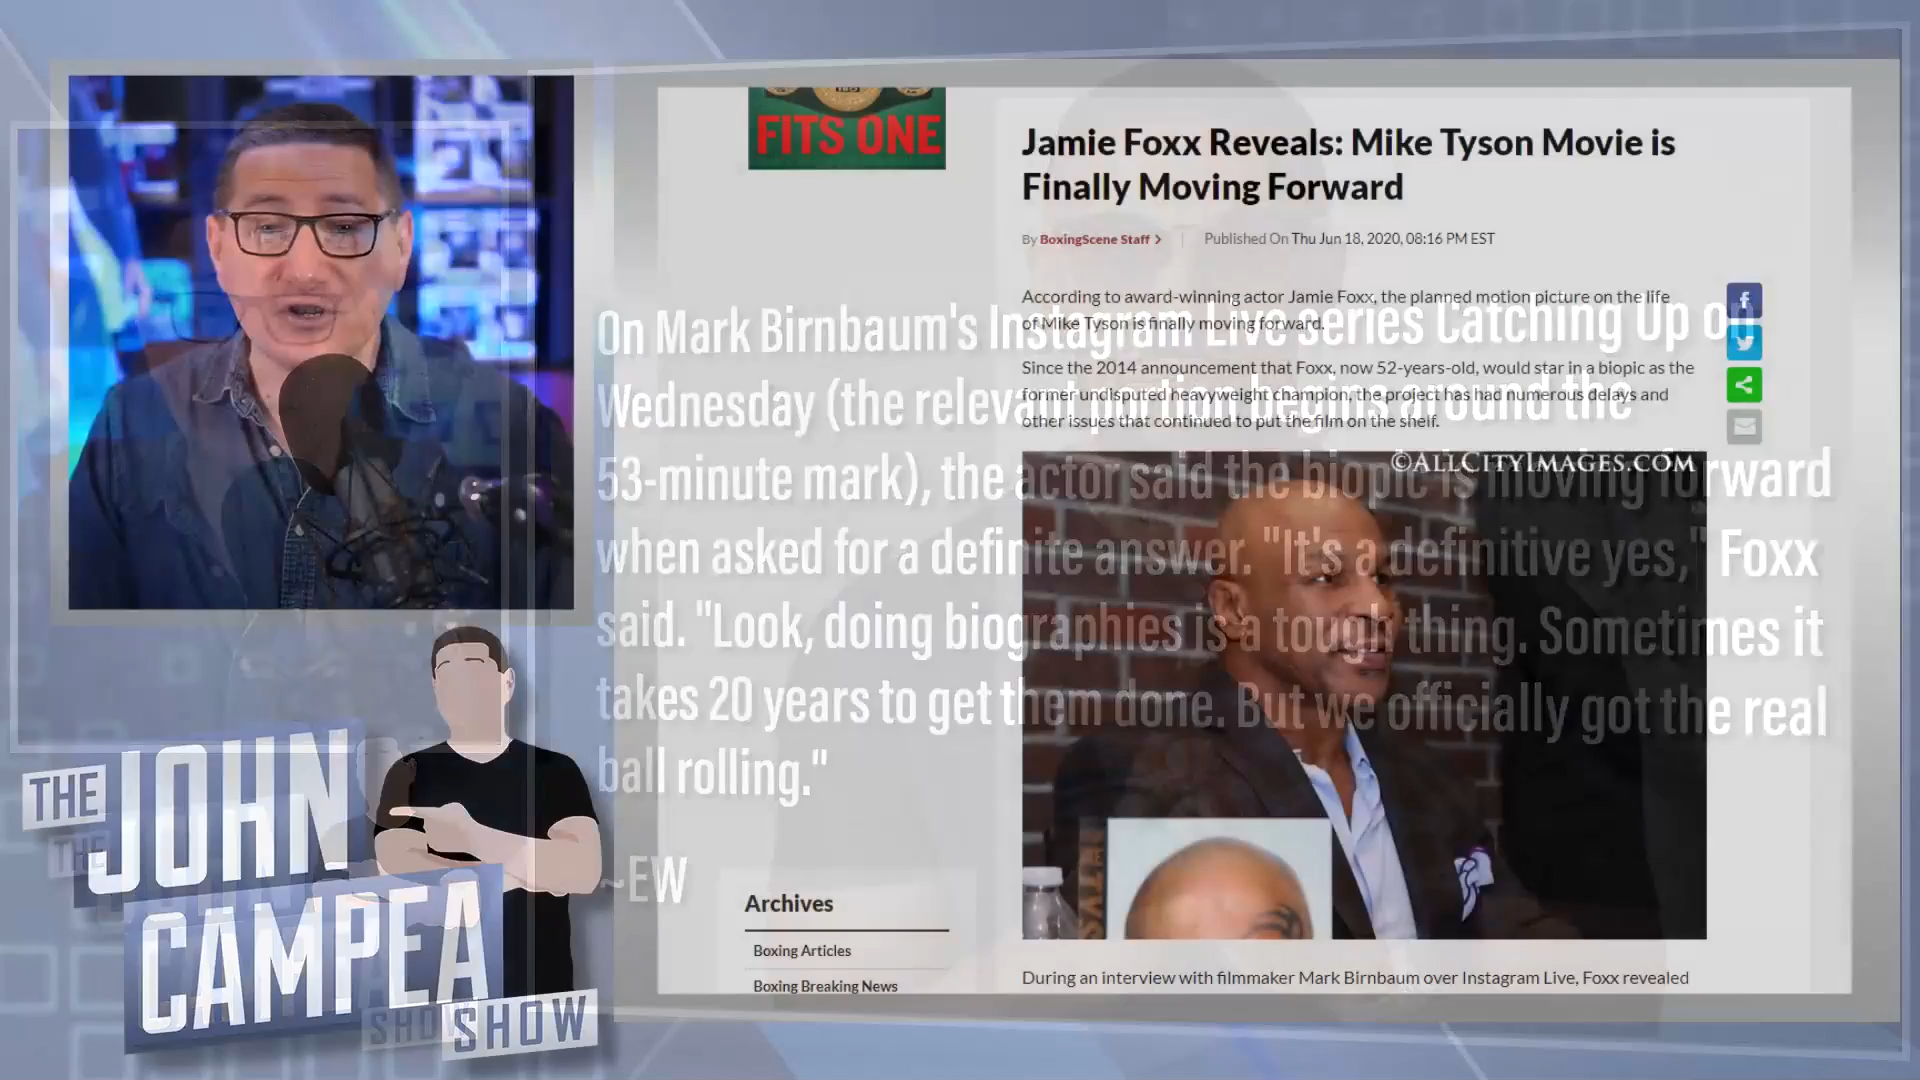 FITS ONE
Jamie Foxx Reveals: Mike Tyson Movie is
Finally Moving Forward
By BoxingScene Staff > | Published On Thu Jun 18, 2020, 08:16 PM EST
According to award-winning actor Jamie Foxx, the planned motion picture on the life
of Mike Tyson is finally moving forward.
Since the 2014 announcement that Foxx, now 52-years-old, would star in a biopic as the
former undisputed heavyweight champion, the project has had numerous delays and
other issues that continued to put the film on the shelf.
©ALLCITYIMAGES.COM
During an interview with filmmaker Mark Birnbaum over Instagram Live, Foxx revealed
Archives
Boxing Articles
Boxing Breaking News
On Mark Birnbaum's Instagram Live series Catching Up on
Wednesday (the relevant portion begins around the
53-minute mark), the actor said the biopic is moving forward
when asked for a definite answer. "It's a definitive yes," Foxx
said. "Look, doing biographies is a tough thing. Sometimes it
takes 20 years to get them done. But we officially got the real
ball rolling."
~EW
THE
JOHN
CAMPEA
SHOW